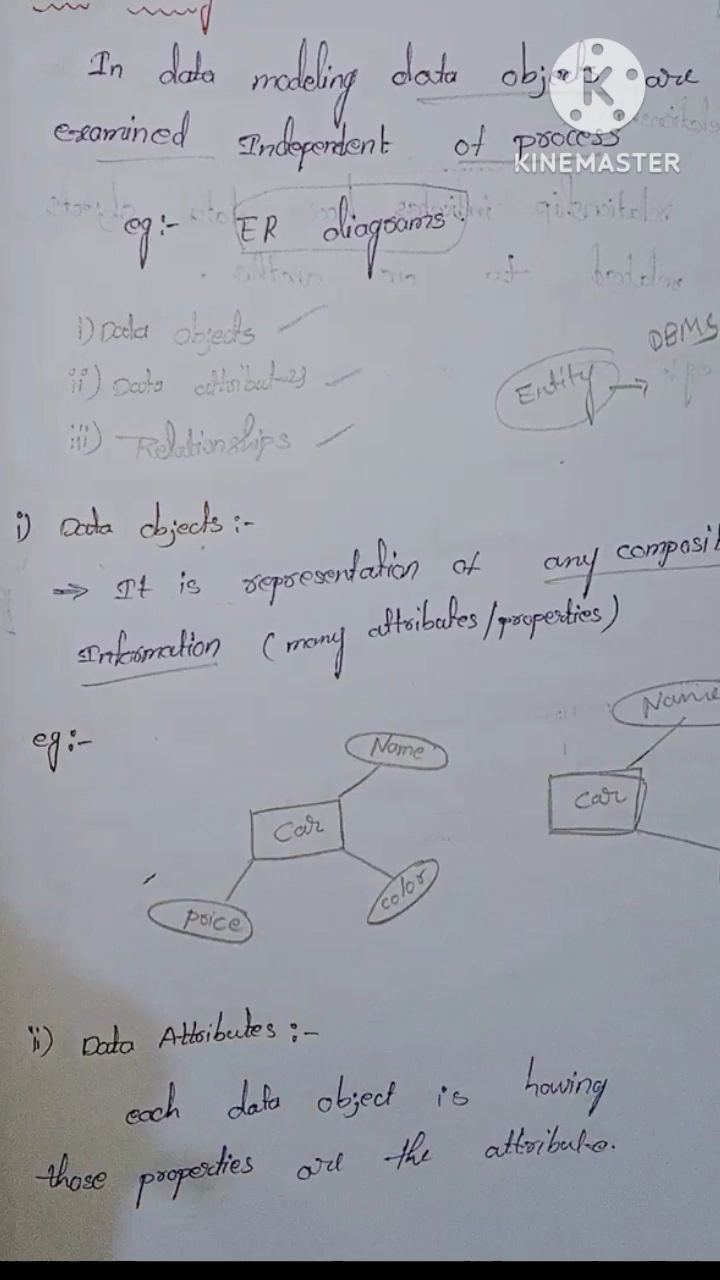 In data modeling data objects are
examined Independent of process
KINEMASTER
eg:- ER diagrams.
i) Data objects
ii) Data attributes
iii) Relationships
DBMS
Entity →
i) Data objects :-
⇒ It is representation of any composit
Information (many attributes/properties)
eg:-
Name
Car
price
color
Name
Car
ii) Data Attributes :-
each data object is having
those properties are the attribute.